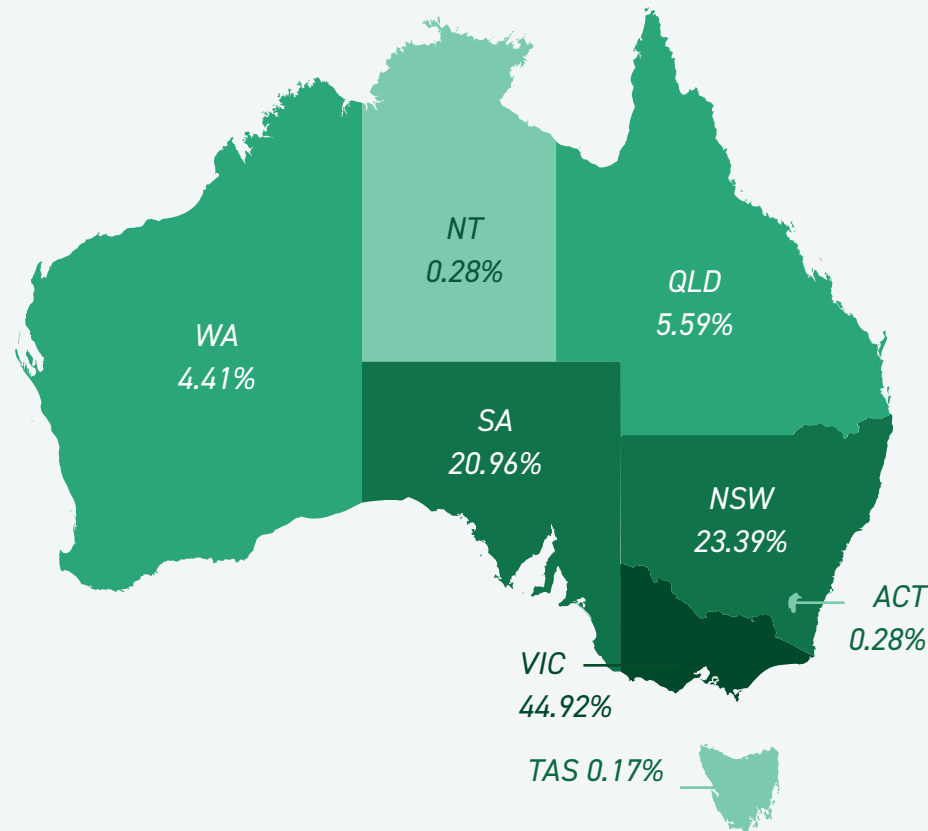 NT
0.28%
QLD
5.59%
WA
4.41%
SA
20.96%
NSW
23.39%
ACT
0.28%
VIC
44.92%
TAS 0.17%